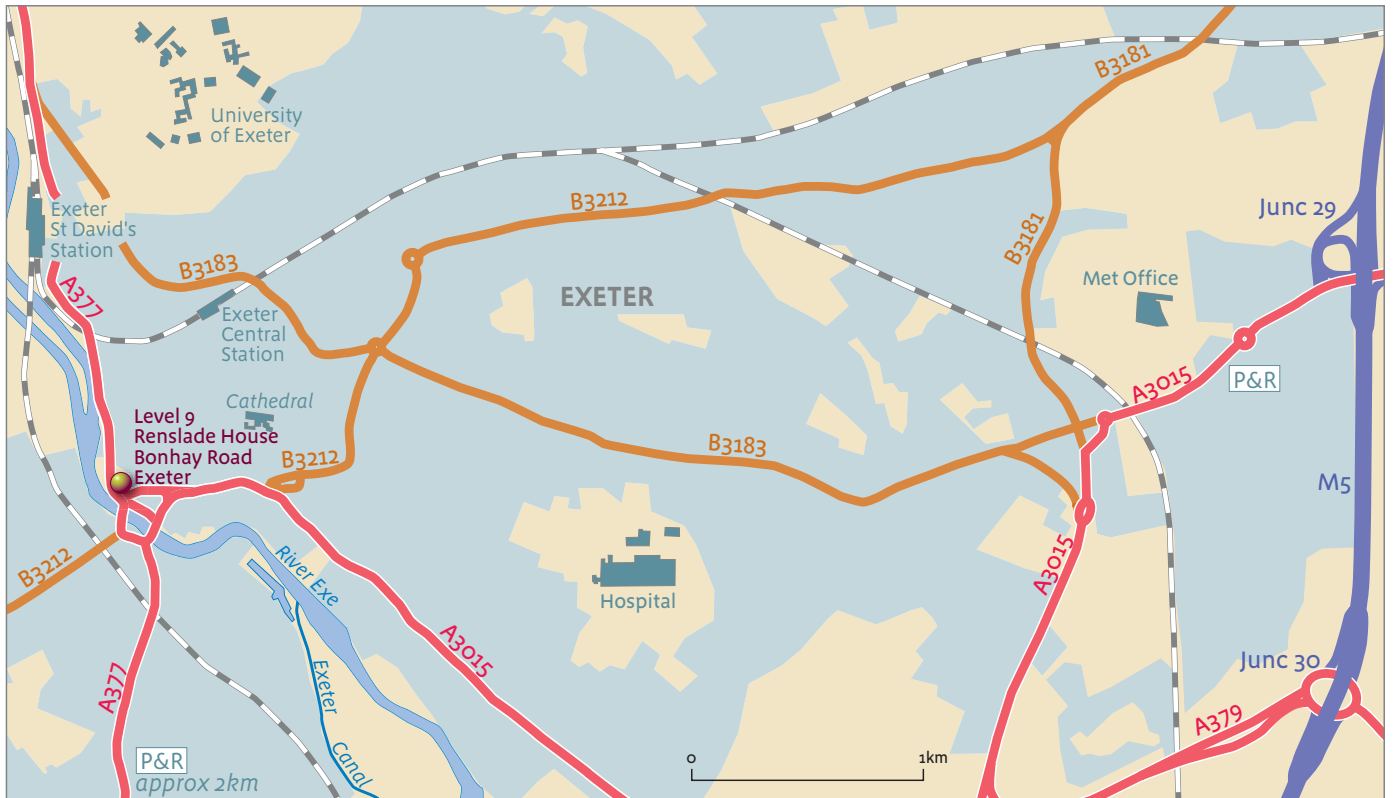 B3181
University
of Exeter
Exeter
St David's
Station
B3212
Junc 29
B3183
B3181
A377
Met Office
EXETER
Exeter
Central
Station
A3015
P&R
Cathedral
Level 9
Renslade House
Bonhay Road
Exeter
B3212
B3183
M5
B3212
River Exe
A3015
Hospital
A3015
Exeter
Canal
Junc 30
A377
A379
P&R
approx 2km
0
1km